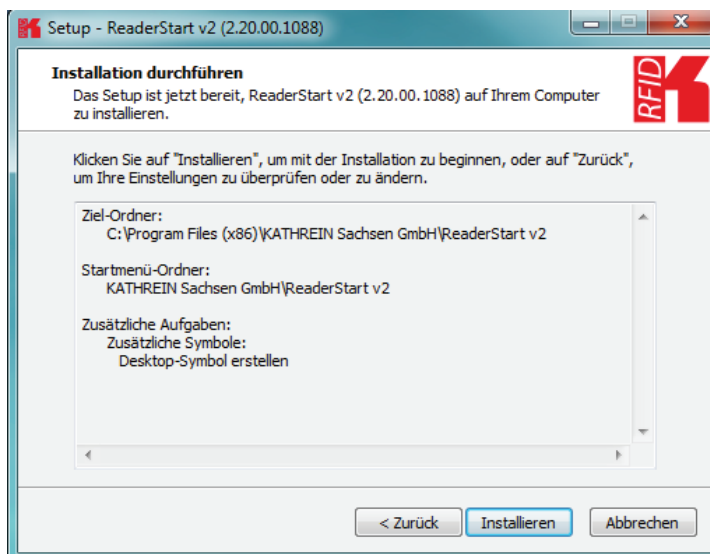 Setup - ReaderStart v2 (2.20.00.1088)
Installation durchführen
Das Setup ist jetzt bereit, ReaderStart v2 (2.20.00.1088) auf Ihrem Computer
zu installieren.
RFID
Klicken Sie auf "Installieren", um mit der Installation zu beginnen, oder auf "Zurück",
um Ihre Einstellungen zu überprüfen oder zu ändern.
Ziel-Ordner:
C:\Program Files (x86)\KATHREIN Sachsen GmbH\ReaderStart v2
Startmenü-Ordner:
KATHREIN Sachsen GmbH\ReaderStart v2
Zusätzliche Aufgaben:
Zusätzliche Symbole:
Desktop-Symbol erstellen
< Zurück Installieren Abbrechen